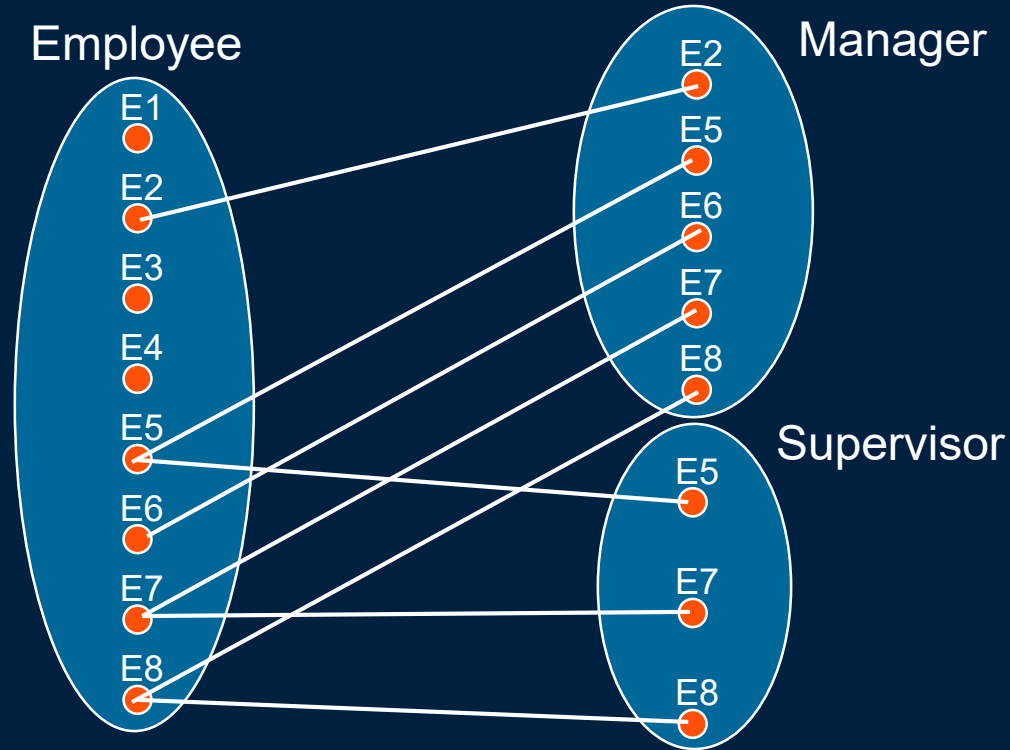 Employee
E1
E2
E3
E4
E5
E6
E7
E8
Manager
E2
E5
E6
E7
E8
Supervisor
E5
E7
E8